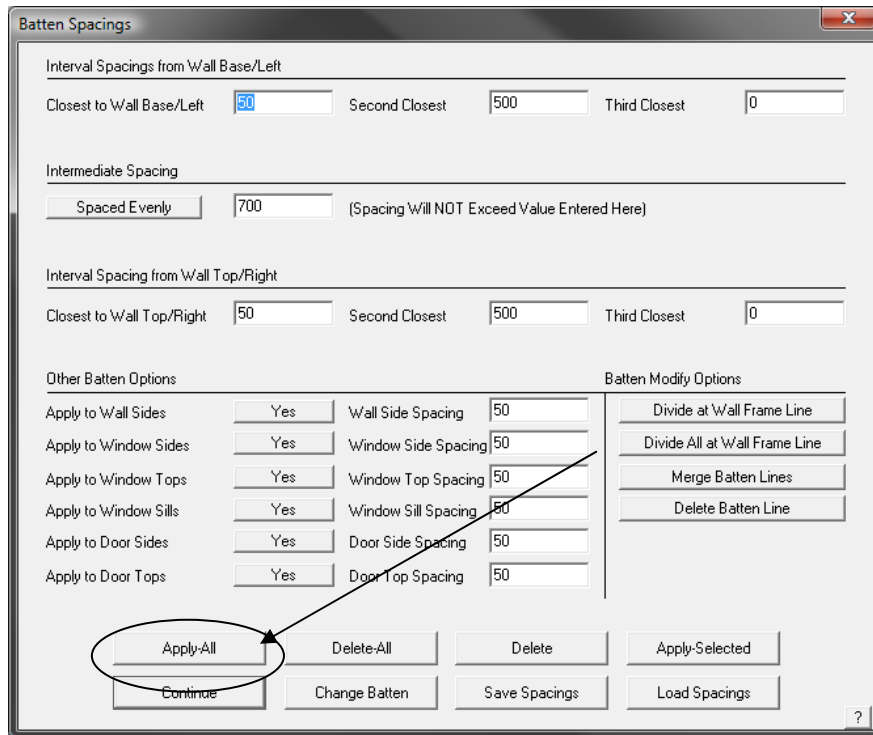 Batten Spacings
Interval Spacings from Wall Base/Left
Closest to Wall Base/Left 50 Second Closest 500 Third Closest 0
Intermediate Spacing
Spaced Evenly 700 (Spacing Will NOT Exceed Value Entered Here)
Interval Spacing from Wall Top/Right
Closest to Wall Top/Right 50 Second Closest 500 Third Closest 0
Other Batten Options Batten Modify Options
Apply to Wall Sides Yes Wall Side Spacing 50 Divide at Wall Frame Line
Apply to Window Sides Yes Window Side Spacing 50 Divide All at Wall Frame Line
Apply to Window Tops Yes Window Top Spacing 50 Merge Batten Lines
Apply to Window Sills Yes Window Sill Spacing 50 Delete Batten Line
Apply to Door Sides Yes Door Side Spacing 50
Apply to Door Tops Yes Door Top Spacing 50
Apply-All Delete-All Delete Apply-Selected
Continue Change Batten Save Spacings Load Spacings
?